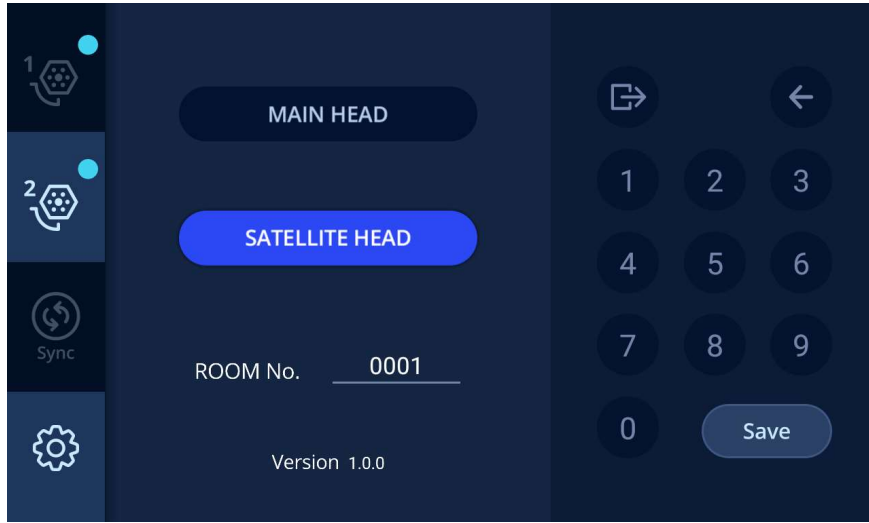 1
2
Sync
MAIN HEAD
SATELLITE HEAD
ROOM No. 0001
Version 1.0.0
1 2 3
4 5 6
7 8 9
0 Save